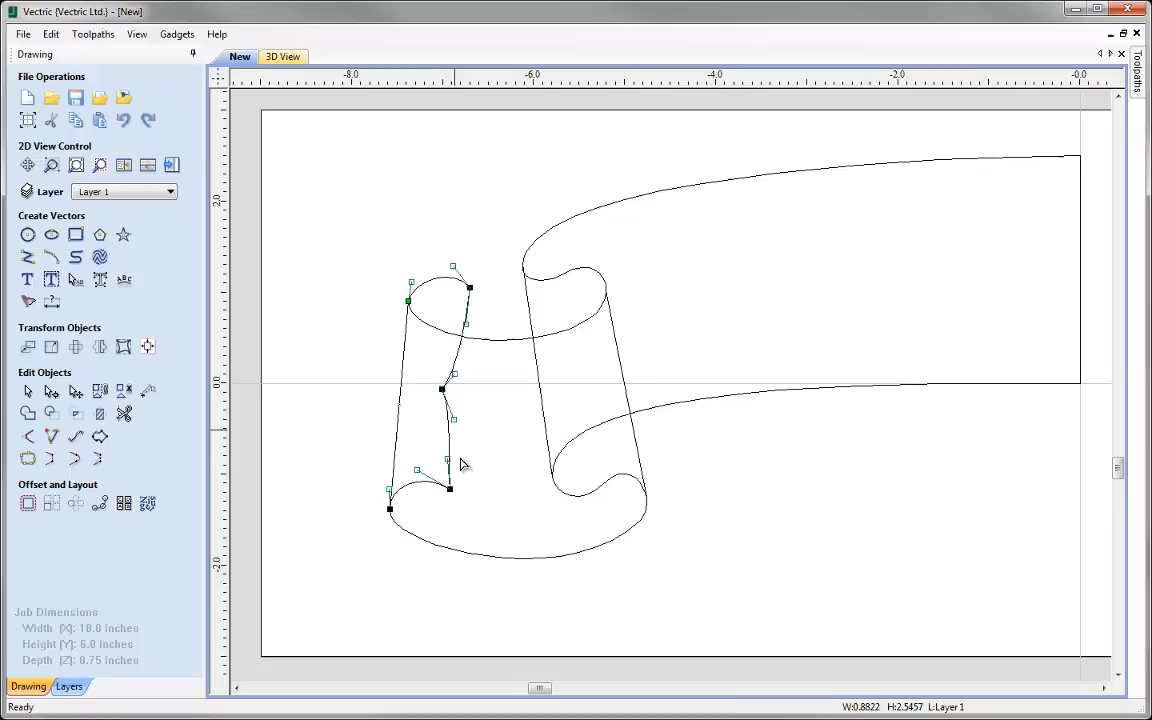 Vectric {Vectric Ltd.} - [New]
File Edit Toolpaths View Gadgets Help
Drawing
New 3D View
-8.0 -6.0 -4.0 -2.0 -0.0
File Operations
2D View Control
Layer Layer 1
Create Vectors
Transform Objects
Edit Objects
Offset and Layout
2.0
0.0
-2.0
Toolpaths
Job Dimensions
Width (X): 18.0 inches
Height (Y): 6.0 inches
Depth (Z): 0.75 inches
Drawing Layers
Ready
W:0.8822 H:2.5457 L:Layer 1